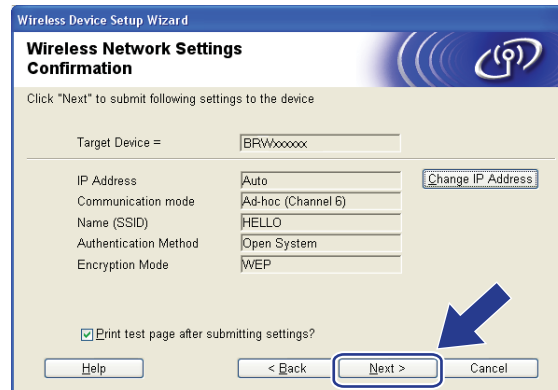 Wireless Device Setup Wizard
Wireless Network Settings
Confirmation
Click "Next" to submit following settings to the device
Target Device =
BRWxxxxxx
IP Address
Auto
Change IP Address
Communication mode
Ad-hoc (Channel 6)
Name (SSID)
HELLO
Authentication Method
Open System
Encryption Mode
WEP
Print test page after submitting settings?
Help
< Back
Next >
Cancel